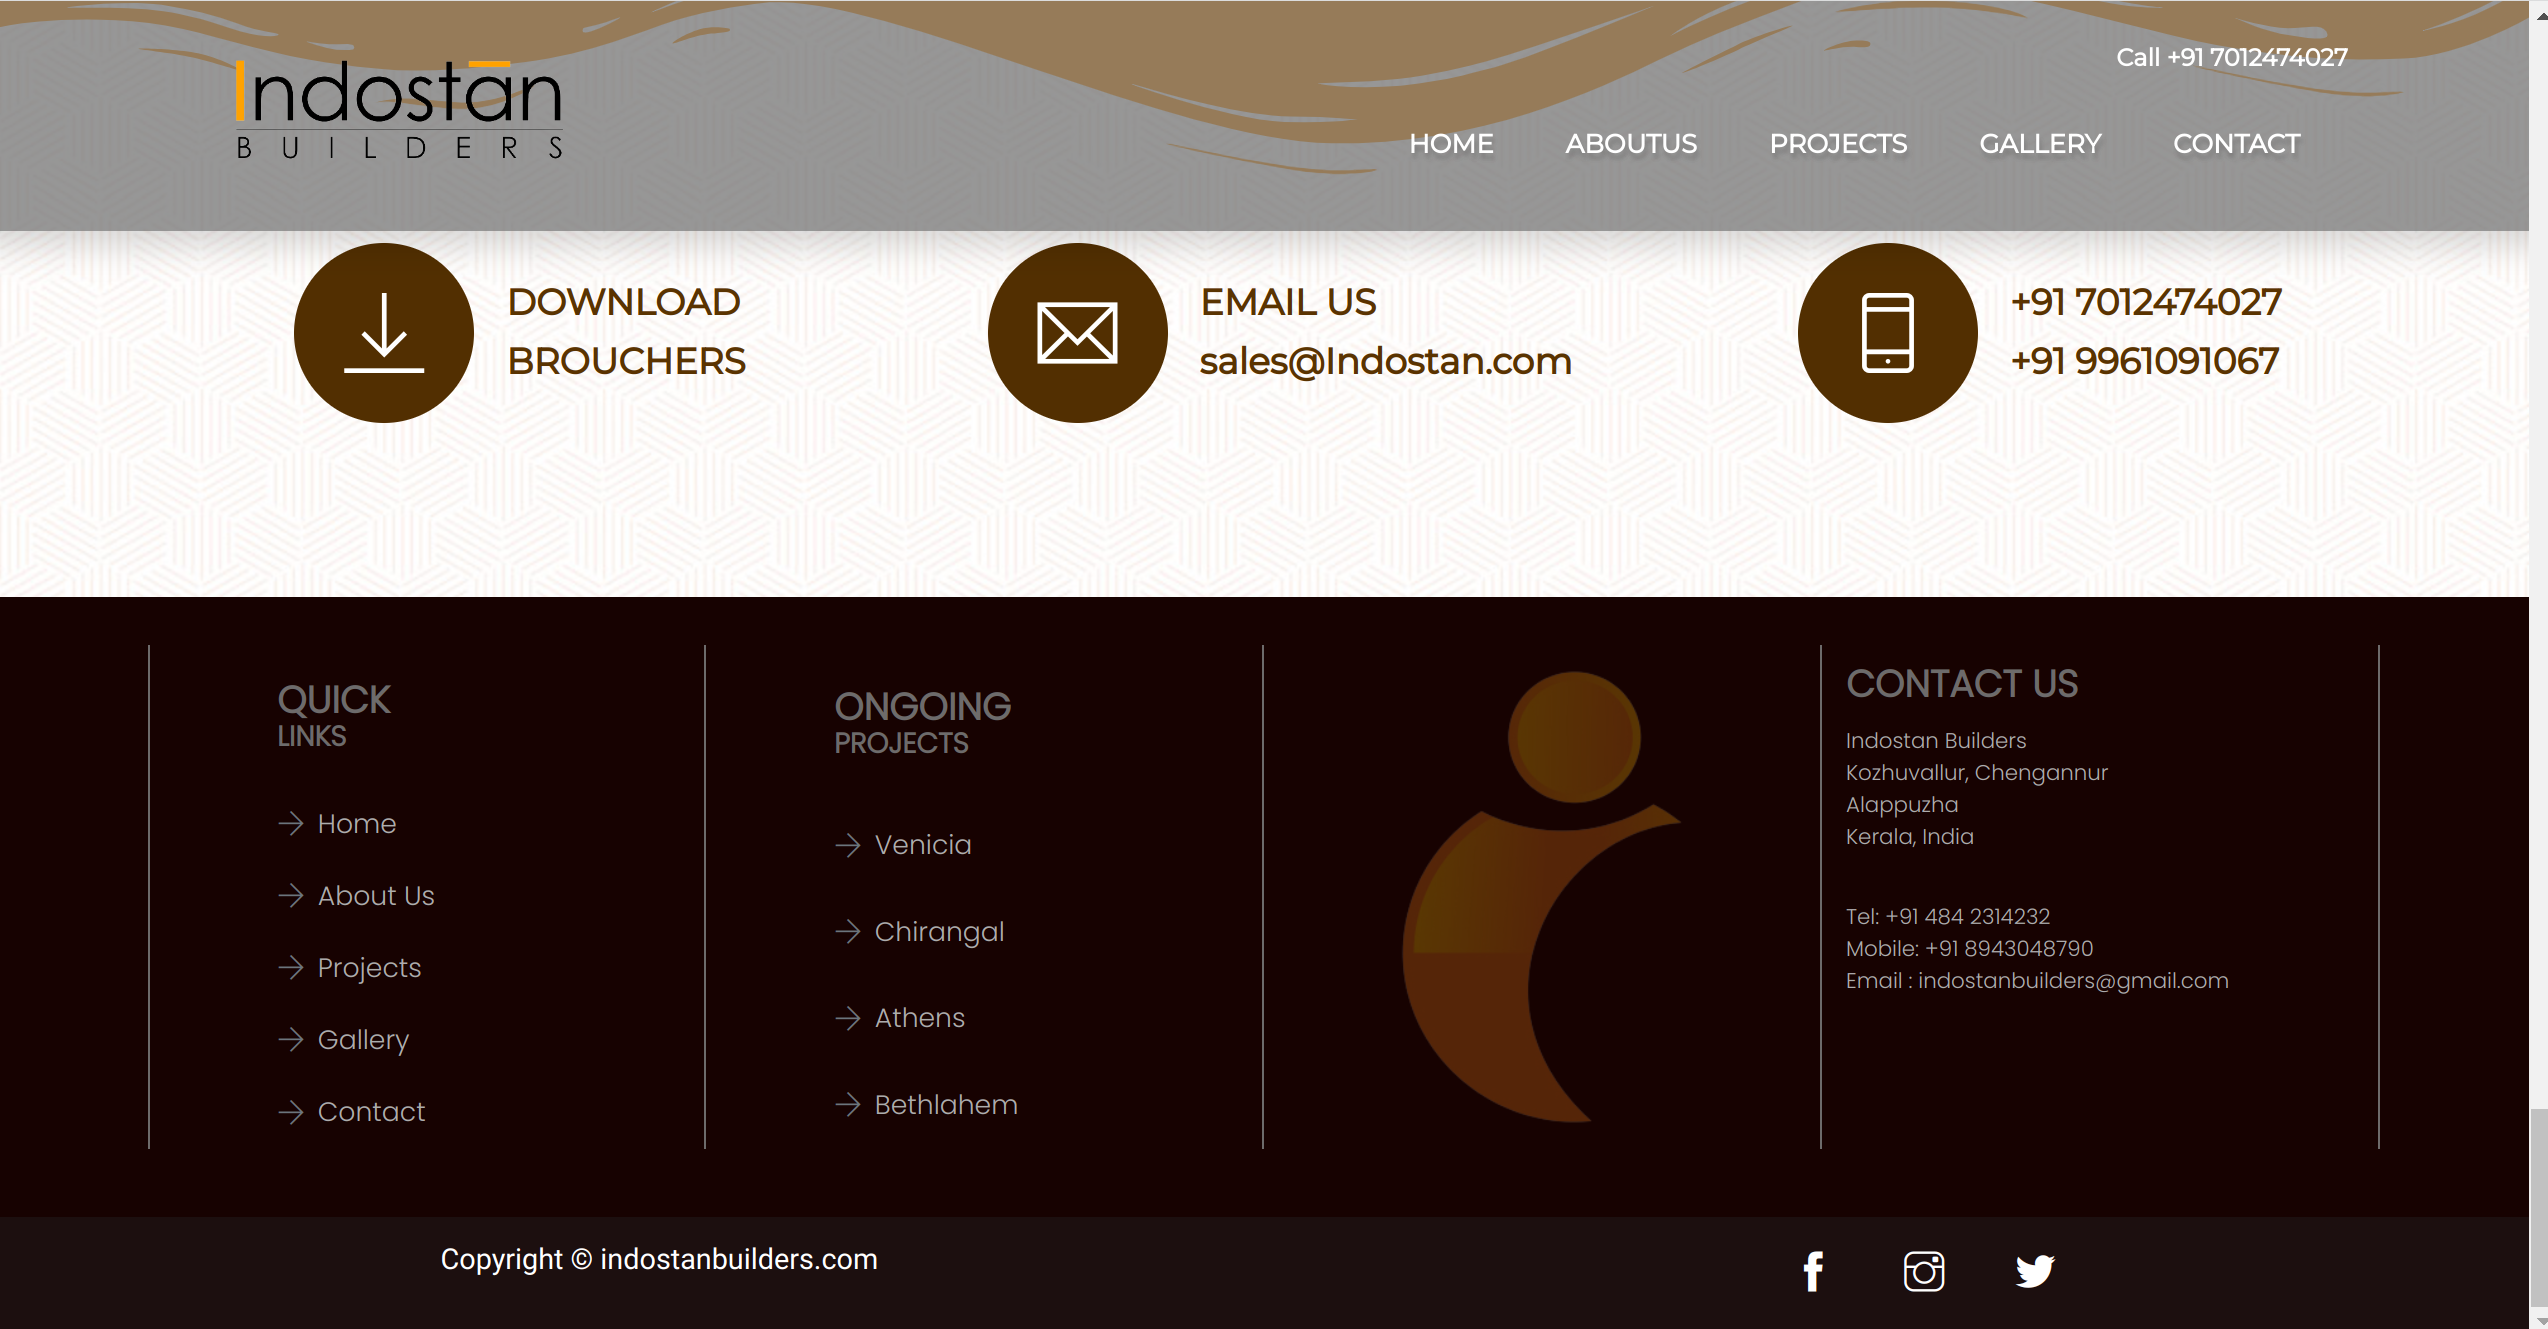 Indostan
BUILDERS
Call +91 7012474027
HOME ABOUTUS PROJECTS GALLERY CONTACT
DOWNLOAD
BROUCHERS
EMAIL US
sales@Indostan.com
+91 7012474027
+91 9961091067
QUICK
LINKS
Home
About Us
Projects
Gallery
Contact
ONGOING
PROJECTS
Venicia
Chirangal
Athens
Bethlahem
CONTACT US
Indostan Builders
Kozhuvallur, Chengannur
Alappuzha
Kerala, India
Tel: +91 484 2314232
Mobile: +91 8943048790
Email : indostanbuilders@gmail.com
Copyright © indostanbuilders.com